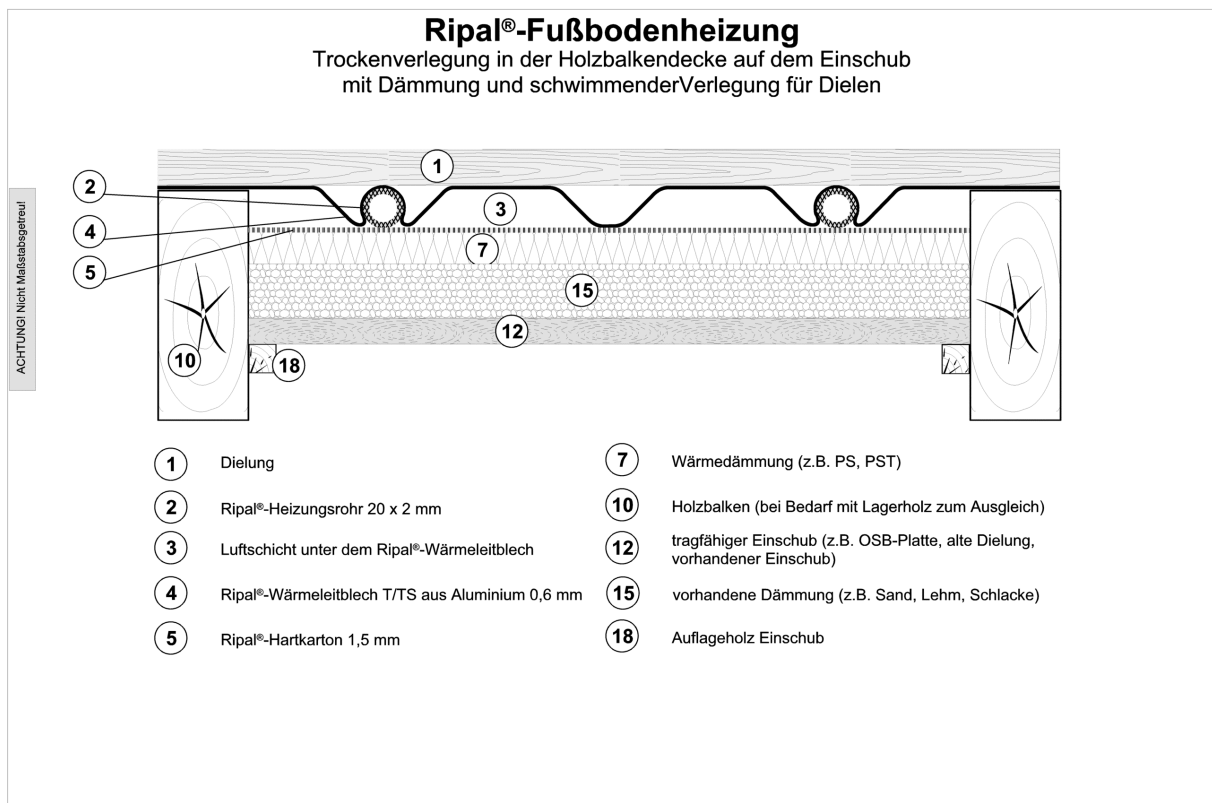 Ripal®-Fußbodenheizung
Trockenverlegung in der Holzbalkendecke auf dem Einschub
mit Dämmung und schwimmenderVerlegung für Dielen
ACHTUNG! Nicht Maßstabsgetreu!
1
2
3
4
5
7
15
12
10
18
1 Dielung
2 Ripal®-Heizungsrohr 20 x 2 mm
3 Luftschicht unter dem Ripal®-Wärmeleitblech
4 Ripal®-Wärmeleitblech T/TS aus Aluminium 0,6 mm
5 Ripal®-Hartkarton 1,5 mm
7 Wärmedämmung (z.B. PS, PST)
10 Holzbalken (bei Bedarf mit Lagerholz zum Ausgleich)
12 tragfähiger Einschub (z.B. OSB-Platte, alte Dielung,
vorhandener Einschub)
15 vorhandene Dämmung (z.B. Sand, Lehm, Schlacke)
18 Auflageholz Einschub